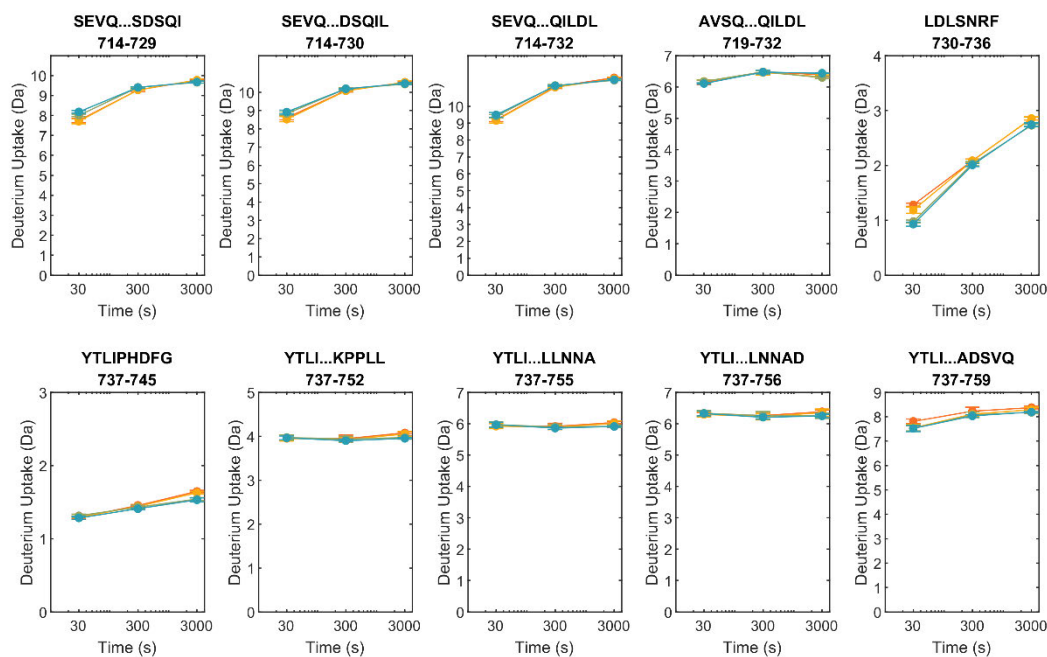 SEVQ...SDSQI
714-729
Deuterium Uptake (Da)
10
9
8
7
6
5
4
3
2
1
0
30 300 3000
Time (s)
SEVQ...DSQIL
714-730
Deuterium Uptake (Da)
10
9
8
7
6
5
4
3
2
1
0
30 300 3000
Time (s)
SEVQ...QILDL
714-732
Deuterium Uptake (Da)
10
9
8
7
6
5
4
3
2
1
0
30 300 3000
Time (s)
AVSQ...QILDL
719-732
Deuterium Uptake (Da)
7
6
5
4
3
2
1
0
30 300 3000
Time (s)
LDLSNRF
730-736
Deuterium Uptake (Da)
4
3
2
1
0
30 300 3000
Time (s)
YTLIPHDFG
737-745
Deuterium Uptake (Da)
3
2
1
0
30 300 3000
Time (s)
YTLI...KPPLL
737-752
Deuterium Uptake (Da)
5
4
3
2
1
0
30 300 3000
Time (s)
YTLI...LLNNA
737-755
Deuterium Uptake (Da)
7
6
5
4
3
2
1
0
30 300 3000
Time (s)
YTLI...LNNAD
737-756
Deuterium Uptake (Da)
7
6
5
4
3
2
1
0
30 300 3000
Time (s)
YTLI...ADSVQ
737-759
Deuterium Uptake (Da)
9
8
7
6
5
4
3
2
1
0
30 300 3000
Time (s)